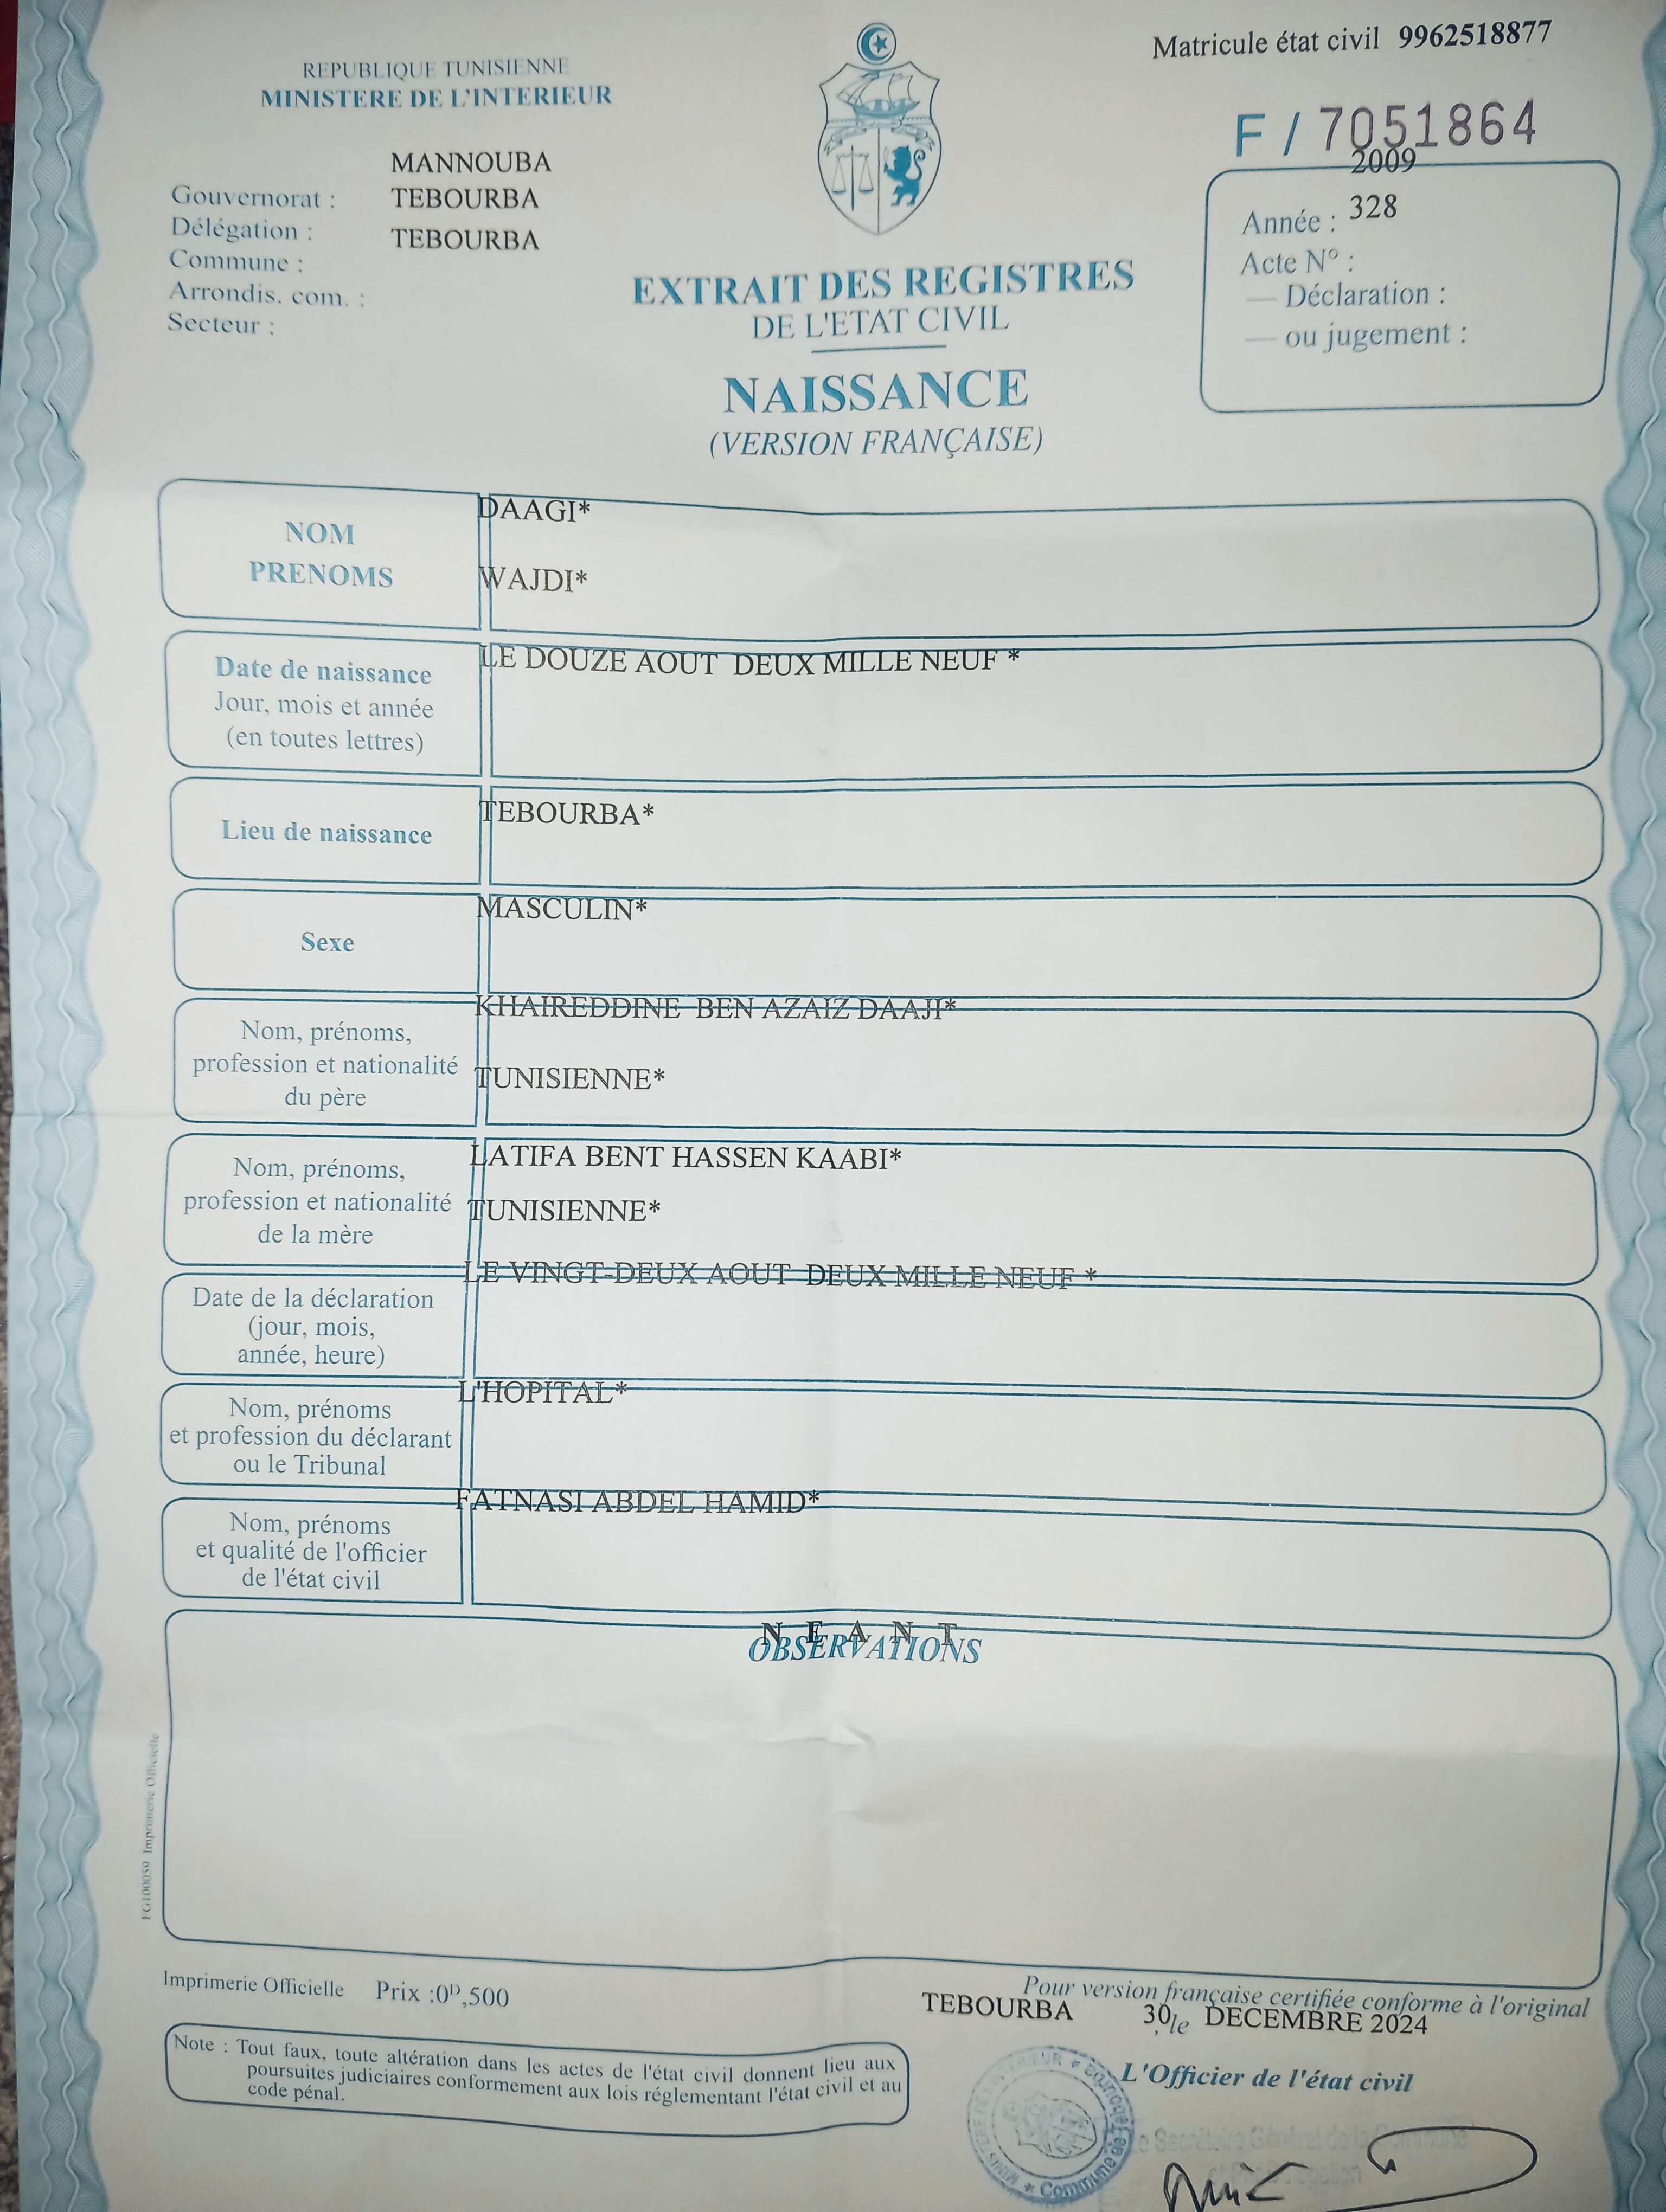 REPUBLIQUE TUNISIENNE
MINISTERE DE L'INTERIEUR
Matricule état civil 9962518877
F / 7051864
2009
MANNOUBA
Gouvernorat : TEBOURBA
Délégation :
TEBOURBA
Commune :
Arrondis. com. :
Secteur :
Année : 328
Acte N° :
— Déclaration :
— ou jugement :
EXTRAIT DES REGISTRES
DE L'ETAT CIVIL
NAISSANCE
(VERSION FRANÇAISE)
NOM
PRENOMS
DAAGI*
WAJDI*
Date de naissance
Jour, mois et année
(en toutes lettres)
LE DOUZE AOUT DEUX MILLE NEUF *
Lieu de naissance
TEBOURBA*
Sexe
MASCULIN*
Nom, prénoms,
profession et nationalité
du père
KHAIREDDINE BEN AZAIZ DAAJI*
TUNISIENNE*
Nom, prénoms,
profession et nationalité
de la mère
LATIFA BENT HASSEN KAABI*
TUNISIENNE*
Date de la déclaration
(jour, mois,
année, heure)
LE VINGT-DEUX AOUT DEUX MILLE NEUF *
Nom, prénoms
et profession du déclarant
ou le Tribunal
L'HOPITAL*
Nom, prénoms
et qualité de l'officier
de l'état civil
FATNASI ABDEL HAMID*
N E A N T
OBSERVATIONS
FG100059 Imprimerie Officielle
Imprimerie Officielle Prix :0D,500
Pour version française certifiée conforme à l'original
TEBOURBA 30 le DECEMBRE 2024
L'Officier de l'état civil
Note : Tout faux, toute altération dans les actes de l'état civil donnent lieu aux
poursuites judiciaires conformement aux lois réglementant l'état civil et au
code pénal.
Secrétaire Général de la Commune